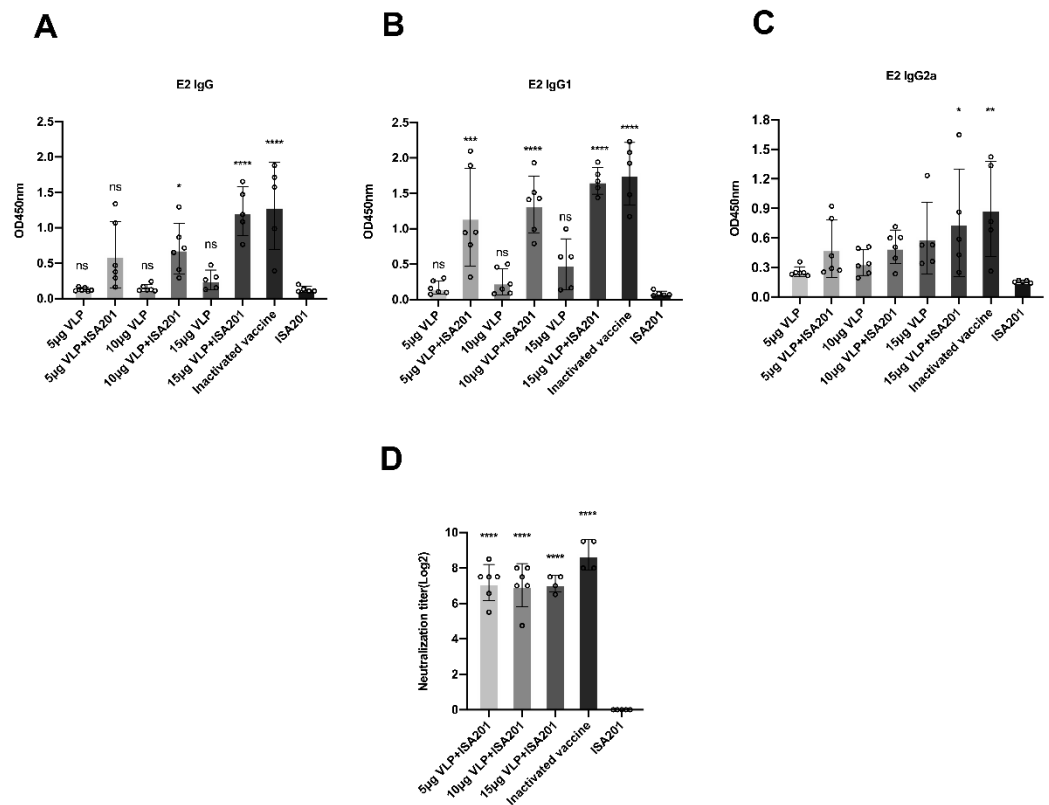 A
E2 IgG
OD450nm
2.5
2.0
1.5
1.0
0.5
0.0
ns
ns
ns
*
ns
****
****
5μg VLP
5μg VLP+ISA201
10μg VLP
10μg VLP+ISA201
15μg VLP
15μg VLP+ISA201
Inactivated vaccine
ISA201
B
E2 IgG1
OD450nm
2.5
2.0
1.5
1.0
0.5
0.0
ns
***
ns
****
ns
****
****
5μg VLP
5μg VLP+ISA201
10μg VLP
10μg VLP+ISA201
15μg VLP
15μg VLP+ISA201
Inactivated vaccine
ISA201
C
E2 IgG2a
OD450nm
1.8
1.5
1.2
0.9
0.6
0.3
0.0
*
**
5μg VLP
5μg VLP+ISA201
10μg VLP
10μg VLP+ISA201
15μg VLP
15μg VLP+ISA201
Inactivated vaccine
ISA201
D
Neutralization titer(Log2)
10
8
6
4
2
0
****
****
****
****
5μg VLP+ISA201
10μg VLP+ISA201
15μg VLP+ISA201
Inactivated vaccine
ISA201